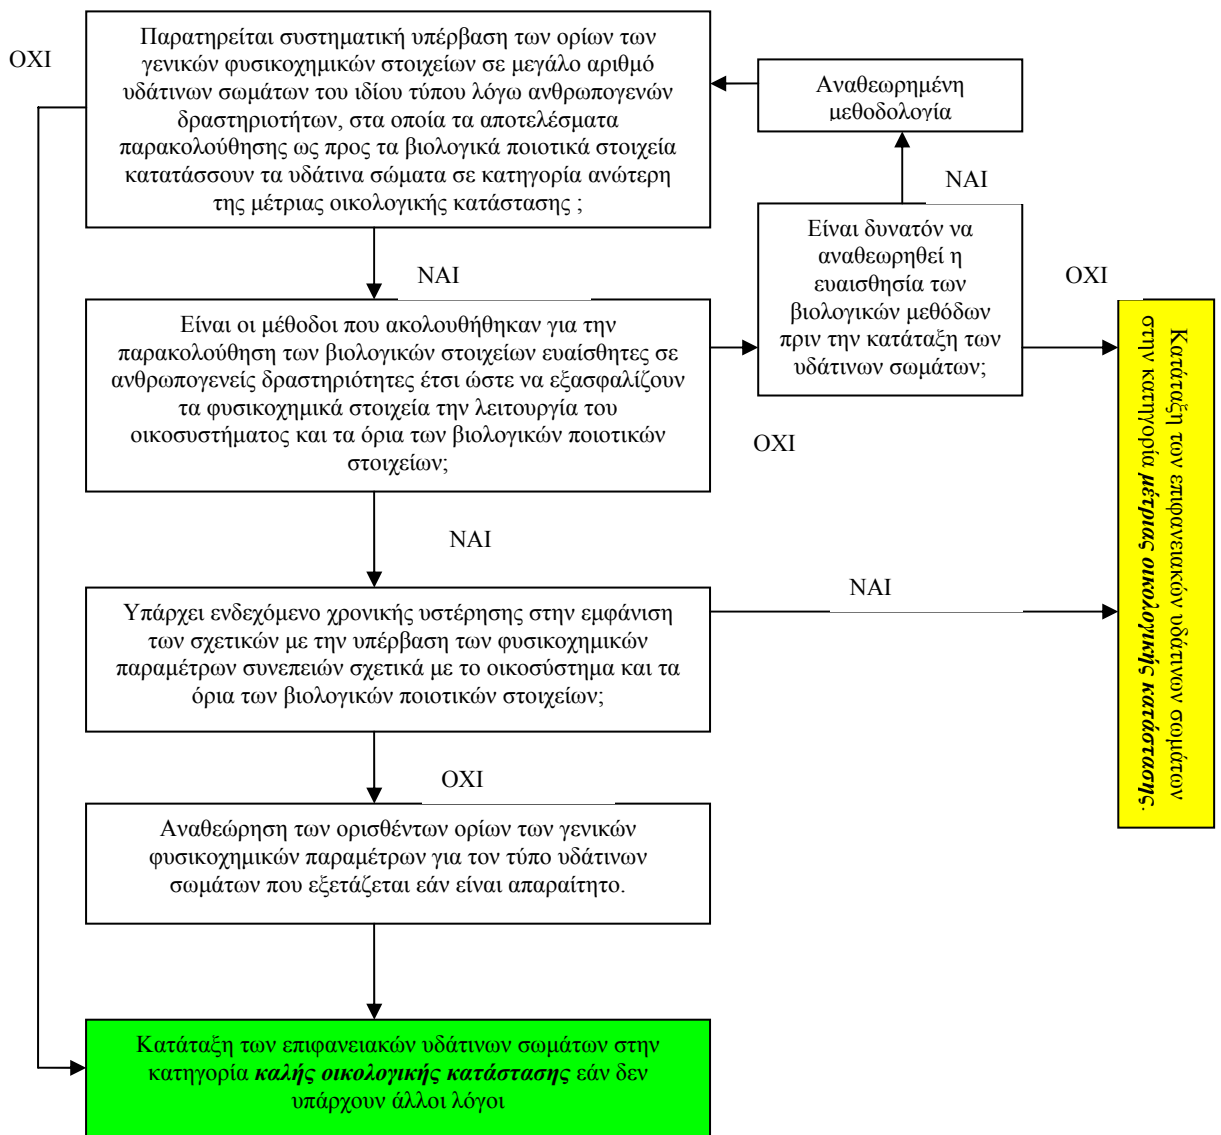 ΟΧΙ
Παρατηρείται συστηματική υπέρβαση των ορίων των
γενικών φυσικοχημικών στοιχείων σε μεγάλο αριθμό
υδάτινων σωμάτων του ιδίου τύπου λόγω ανθρωπογενών
δραστηριοτήτων, στα οποία τα αποτελέσματα
παρακολούθησης ως προς τα βιολογικά ποιοτικά στοιχεία
κατατάσσουν τα υδάτινα σώματα σε κατηγορία ανώτερη
της μέτριας οικολογικής κατάστασης ;
Αναθεωρημένη
μεθοδολογία
ΝΑΙ
Είναι δυνατόν να
αναθεωρηθεί η
ευαισθησία των
βιολογικών μεθόδων
πριν την κατάταξη των
υδάτινων σωμάτων;
ΟΧΙ
ΝΑΙ
Είναι οι μέθοδοι που ακολουθήθηκαν για την
παρακολούθηση των βιολογικών στοιχείων ευαίσθητες σε
ανθρωπογενείς δραστηριότητες έτσι ώστε να εξασφαλίζουν
τα φυσικοχημικά στοιχεία την λειτουργία του
οικοσυστήματος και τα όρια των βιολογικών ποιοτικών
στοιχείων;
ΟΧΙ
Κατάταξη των επιφανειακών υδάτινων σωμάτων
στην κατηγορία μέτριας οικολογικής κατάστασης.
ΝΑΙ
Υπάρχει ενδεχόμενο χρονικής υστέρησης στην εμφάνιση
των σχετικών με την υπέρβαση των φυσικοχημικών
παραμέτρων συνεπειών σχετικά με το οικοσύστημα και τα
όρια των βιολογικών ποιοτικών στοιχείων;
ΝΑΙ
ΟΧΙ
Αναθεώρηση των ορισθέντων ορίων των γενικών
φυσικοχημικών παραμέτρων για τον τύπο υδάτινων
σωμάτων που εξετάζεται εάν είναι απαραίτητο.
Κατάταξη των επιφανειακών υδάτινων σωμάτων στην
κατηγορία καλής οικολογικής κατάστασης εάν δεν
υπάρχουν άλλοι λόγοι